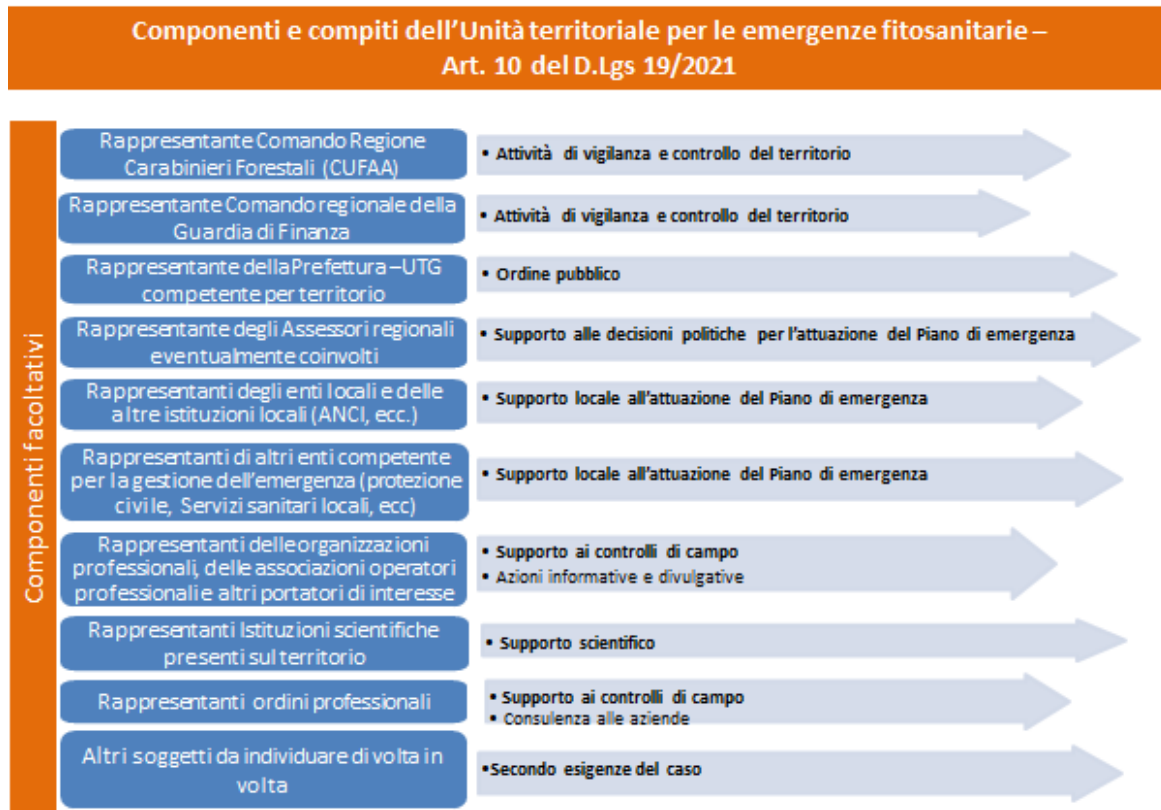 Componenti e compiti dell'Unità territoriale per le emergenze fitosanitarie –
Art. 10 del D.Lgs 19/2021
Componenti facoltativi
Rappresentante Comando Regione
Carabinieri Forestali (CUFAA)
• Attività di vigilanza e controllo del territorio
Rappresentante Comando regionale della
Guardia di Finanza
• Attività di vigilanza e controllo del territorio
Rappresentante della Prefettura – UTG
competente per territorio
• Ordine pubblico
Rappresentante degli Assessori regionali
eventualmente coinvolti
• Supporto alle decisioni politiche per l'attuazione del Piano di emergenza
Rappresentanti degli enti locali e delle
altre istituzioni locali (ANCI, ecc.)
• Supporto locale all'attuazione del Piano di emergenza
Rappresentanti di altri enti competente
per la gestione dell'emergenza (protezione
civile, Servizi sanitari locali, ecc)
• Supporto locale all'attuazione del Piano di emergenza
Rappresentanti delle organizzazioni
professionali, delle associazioni operatori
professionali e altri portatori di interesse
• Supporto ai controlli di campo
• Azioni informative e divulgative
Rappresentanti Istituzioni scientifiche
presenti sul territorio
• Supporto scientifico
Rappresentanti ordini professionali
• Supporto ai controlli di campo
• Consulenza alle aziende
Altri soggetti da individuare di volta in
volta
•Secondo esigenze del caso